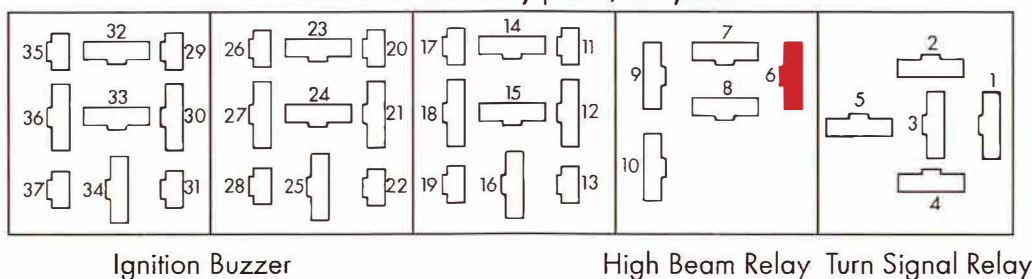 35 32 29 26 23 20 17 14 11 7 2
9 6 1
36 33 30 27 24 21 18 15 12 8 5 3
10
37 34 31 28 25 22 19 16 13 4
Ignition Buzzer High Beam Relay Turn Signal Relay